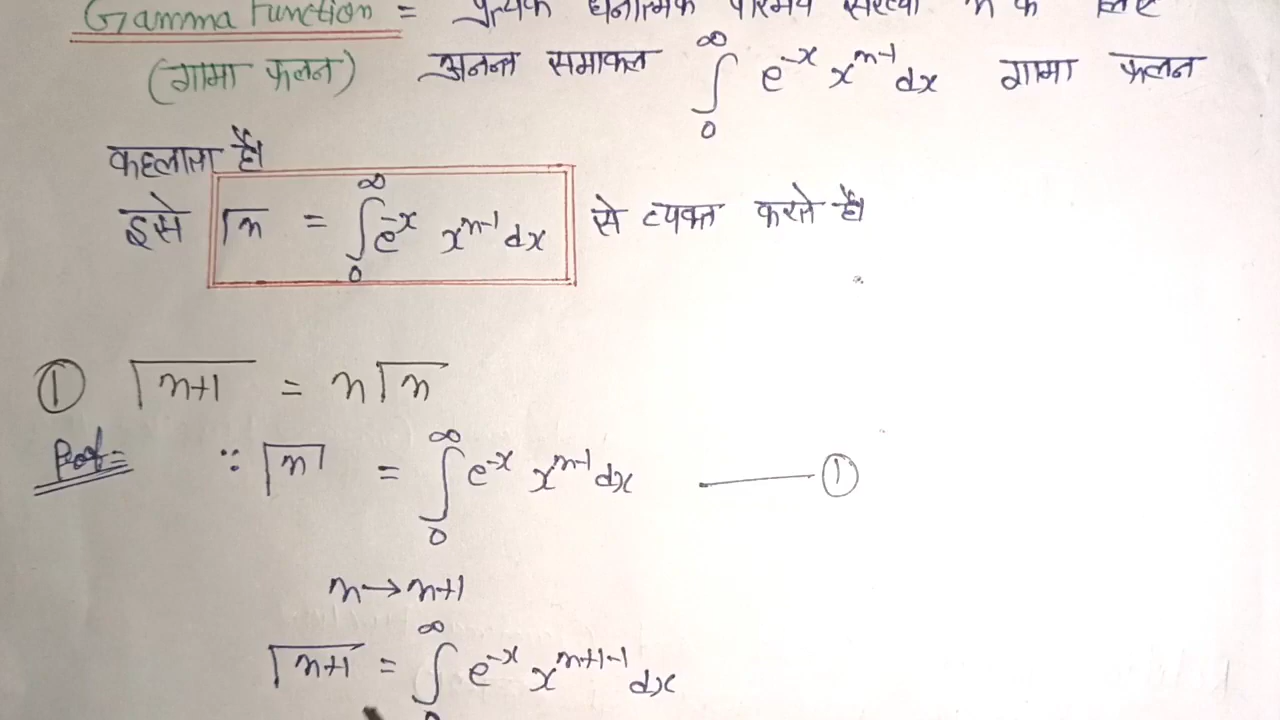 Gamma Function = प्रत्येक धनात्मक परिमेय संख्या n के लिए
(गामा फलन) अनन्त समाकल ∫₀^∞ e^{-x} x^{n-1} dx गामा फलन
कहलाता है।
इसे Γn = ∫₀^∞ e^{-x} x^{n-1} dx से व्यक्त करते है।
① Γn+1 = nΓn
Proof= ∵ Γn = ∫₀^∞ e^{-x} x^{n-1} dx —— ①
n→n+1
Γn+1 = ∫₀^∞ e^{-x} x^{n+1-1} dx